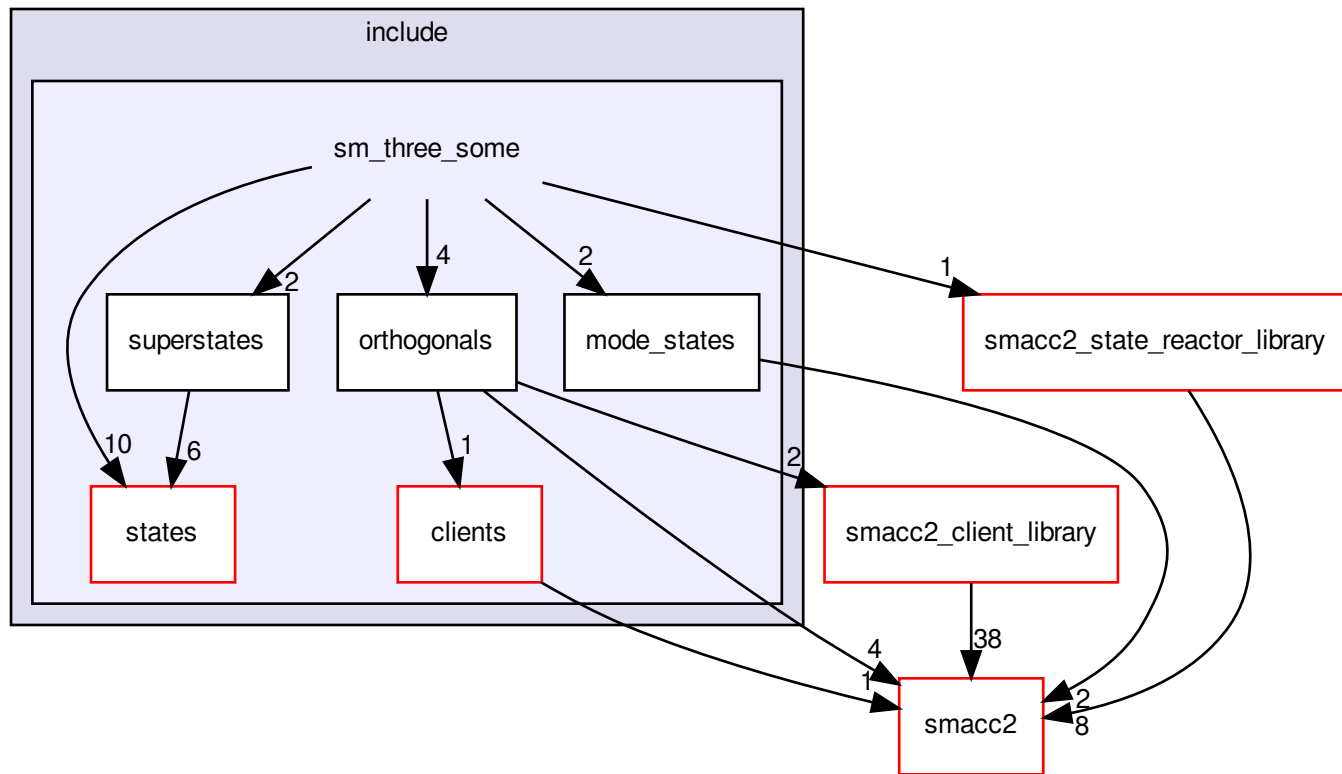 include
sm_three_some
1
2
4
2
superstates
orthogonals
mode_states
smacc2_state_reactor_library
10
6
1
2
states
clients
smacc2_client_library
4
38
1
2
8
smacc2